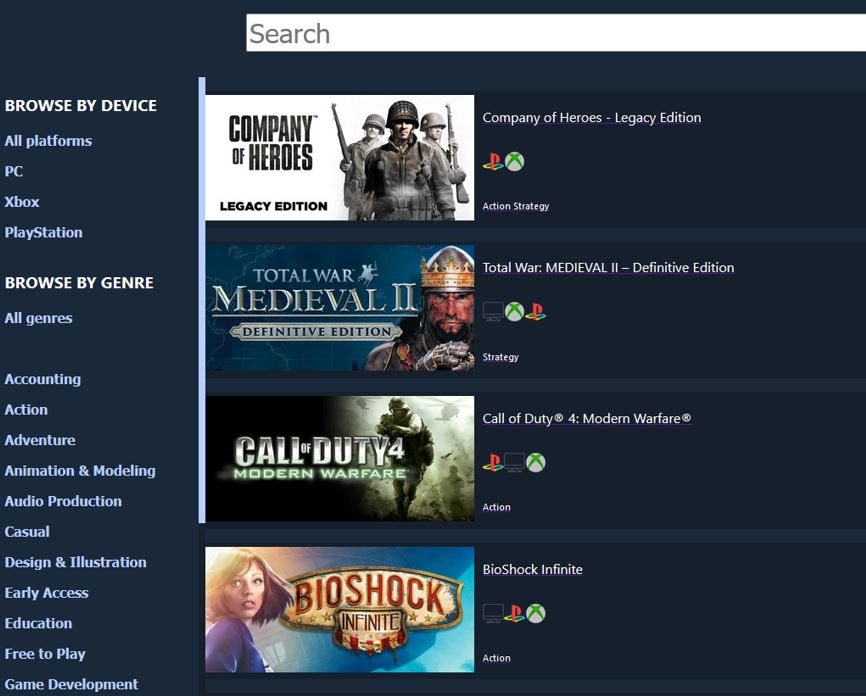 Search
BROWSE BY DEVICE
All platforms
PC
Xbox
PlayStation
BROWSE BY GENRE
All genres
Accounting
Action
Adventure
Animation & Modeling
Audio Production
Casual
Design & Illustration
Early Access
Education
Free to Play
Game Development
COMPANY™
OF HEROES
LEGACY EDITION
Company of Heroes - Legacy Edition
Action Strategy
TOTAL WAR
MEDIEVAL II
DEFINITIVE EDITION
Total War: MEDIEVAL II – Definitive Edition
Strategy
CALL OF DUTY 4
MODERN WARFARE
Call of Duty® 4: Modern Warfare®
Action
BIOSHOCK
INFINITE
BioShock Infinite
Action